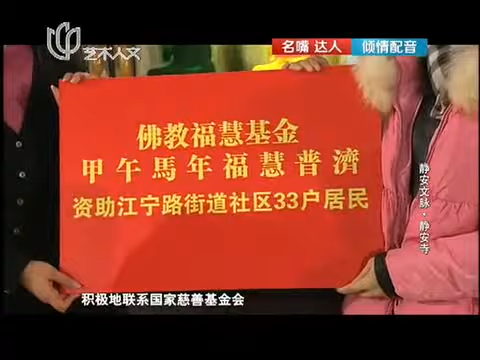 艺术人文
名嘴 达人 倾情配音
佛教福慧基金
甲午馬年福慧普濟
资助江宁路街道社区33户居民
静安文脉·静安寺
积极地联系国家慈善基金会